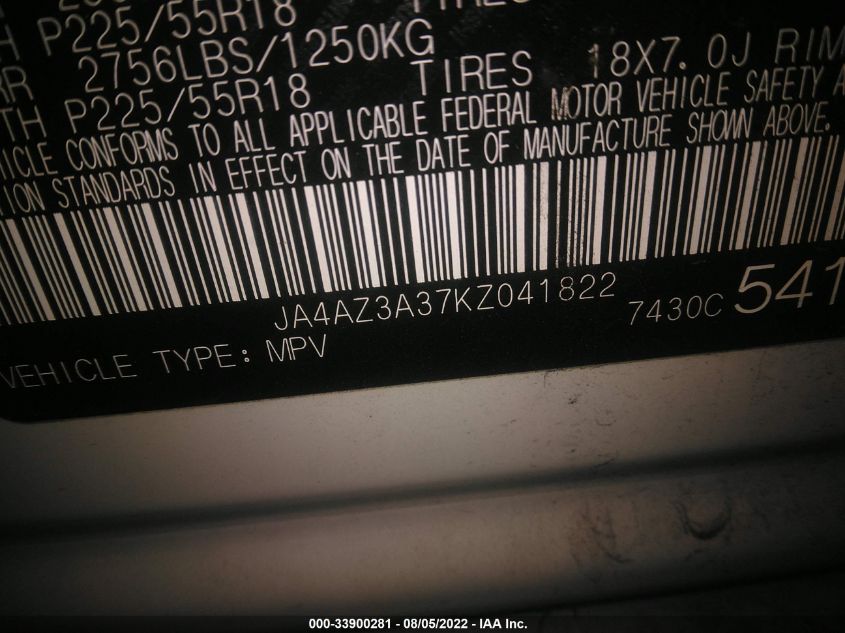 P225/55R18
2756LBS/1250KG
P225/55R18 TIRES 18X7.0J RIM
CONFORMS TO ALL APPLICABLE FEDERAL MOTOR VEHICLE SAFETY
STANDARDS IN EFFECT ON THE DATE OF MANUFACTURE SHOWN ABOVE.
JA4AZ3A37KZ041822 7430C 541
VEHICLE TYPE: MPV
000-33900281 - 08/05/2022 - IAA Inc.